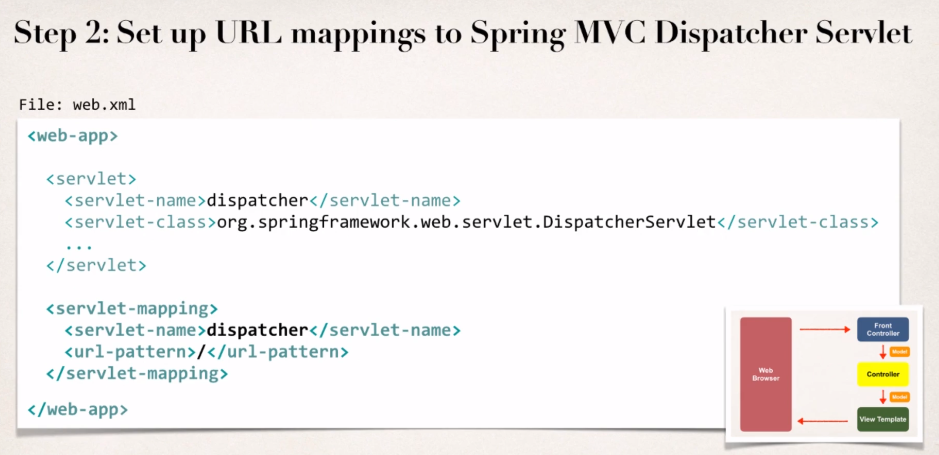 Step 2: Set up URL mappings to Spring MVC Dispatcher Servlet
File: web.xml
<web-app>
<servlet>
<servlet-name>dispatcher</servlet-name>
<servlet-class>org.springframework.web.servlet.DispatcherServlet</servlet-class>
...
</servlet>
<servlet-mapping>
<servlet-name>dispatcher</servlet-name>
<url-pattern>/</url-pattern>
</servlet-mapping>
</web-app>
Web
Browser
Front
Controller
Model
Controller
Model
View Template